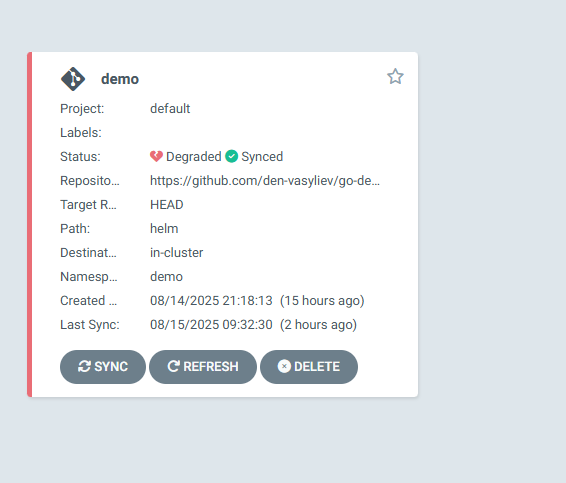 demo
Project: default
Labels:
Status: Degraded Synced
Reposito... https://github.com/den-vasyliev/go-de...
Target R... HEAD
Path: helm
Destinat... in-cluster
Namesp... demo
Created ... 08/14/2025 21:18:13 (15 hours ago)
Last Sync: 08/15/2025 09:32:30 (2 hours ago)
SYNC REFRESH DELETE